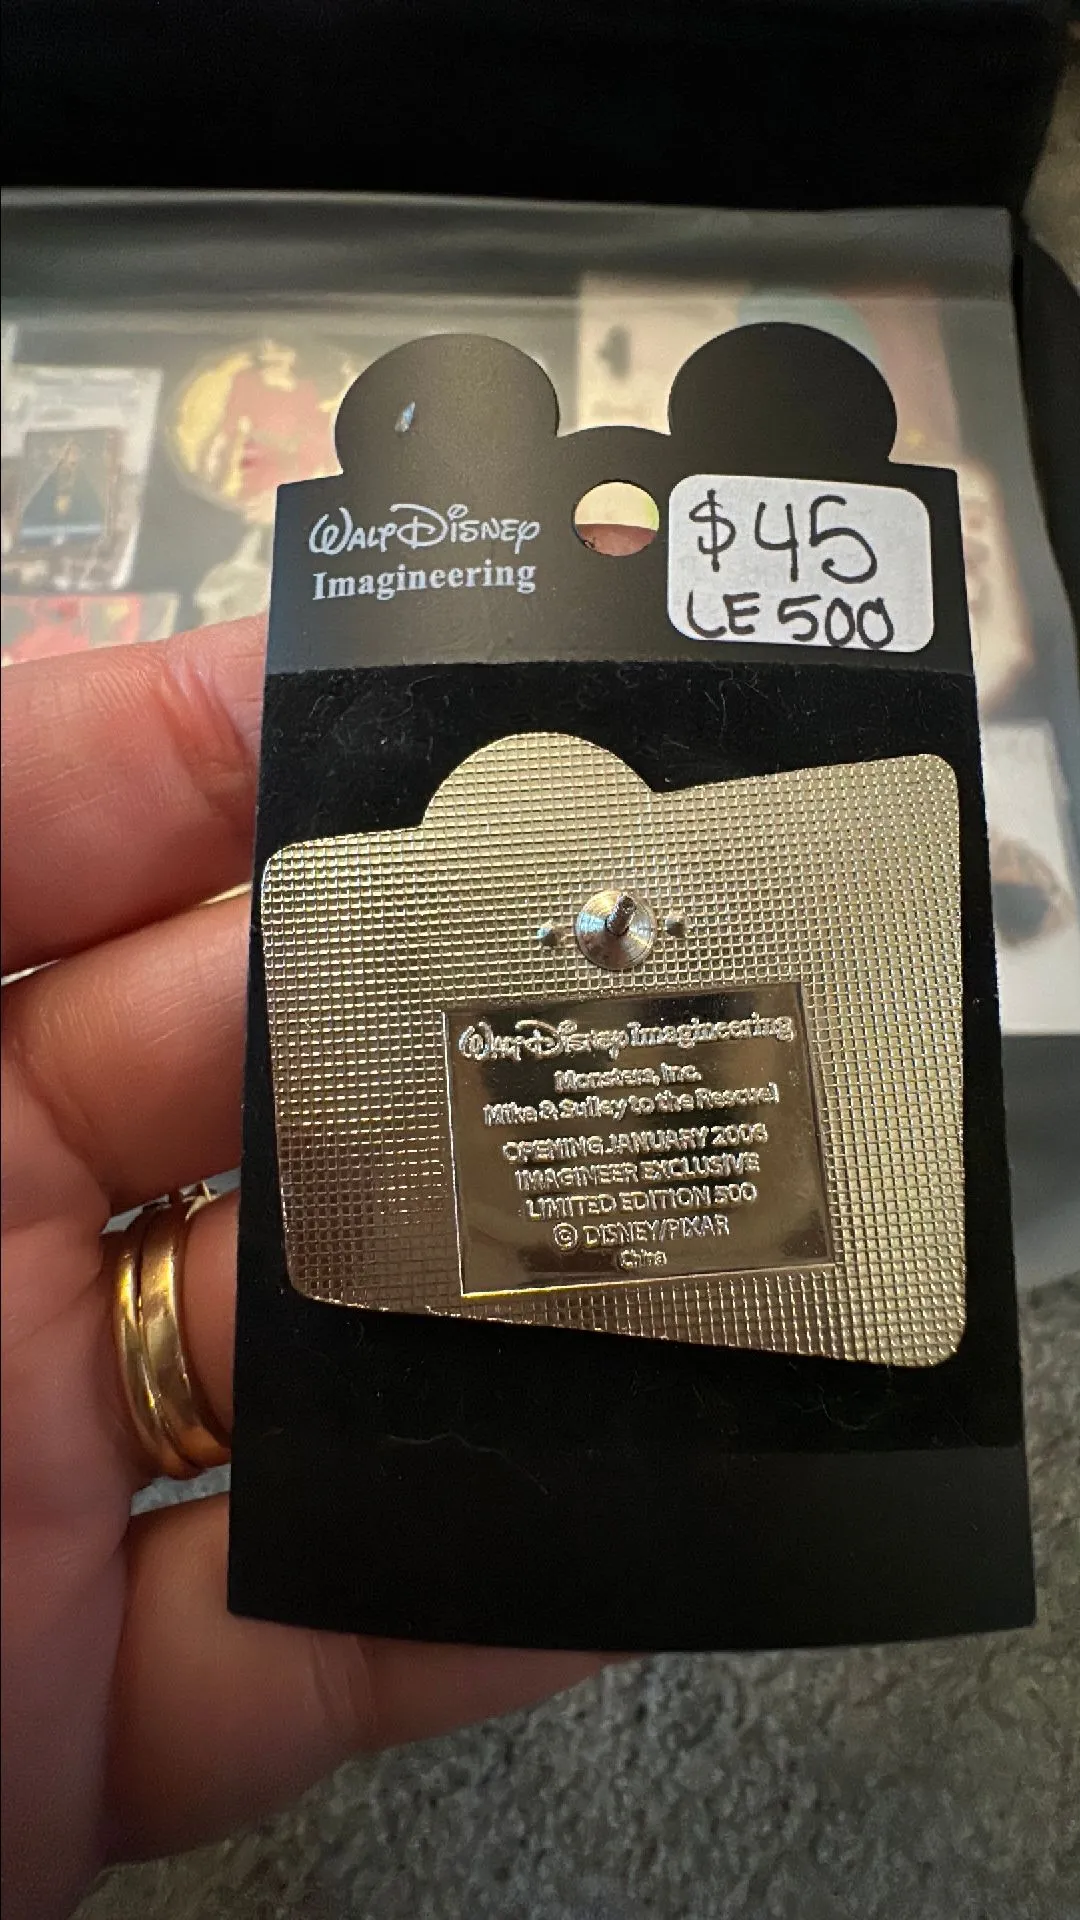 WALT DISNEY
Imagineering
$45
LE 500
Walt Disney Imagineering
Monsters, Inc.
Mike & Sulley to the Rescue!
OPENING JANUARY 2006
IMAGINEER EXCLUSIVE
LIMITED EDITION 500
© DISNEY/PIXAR
China